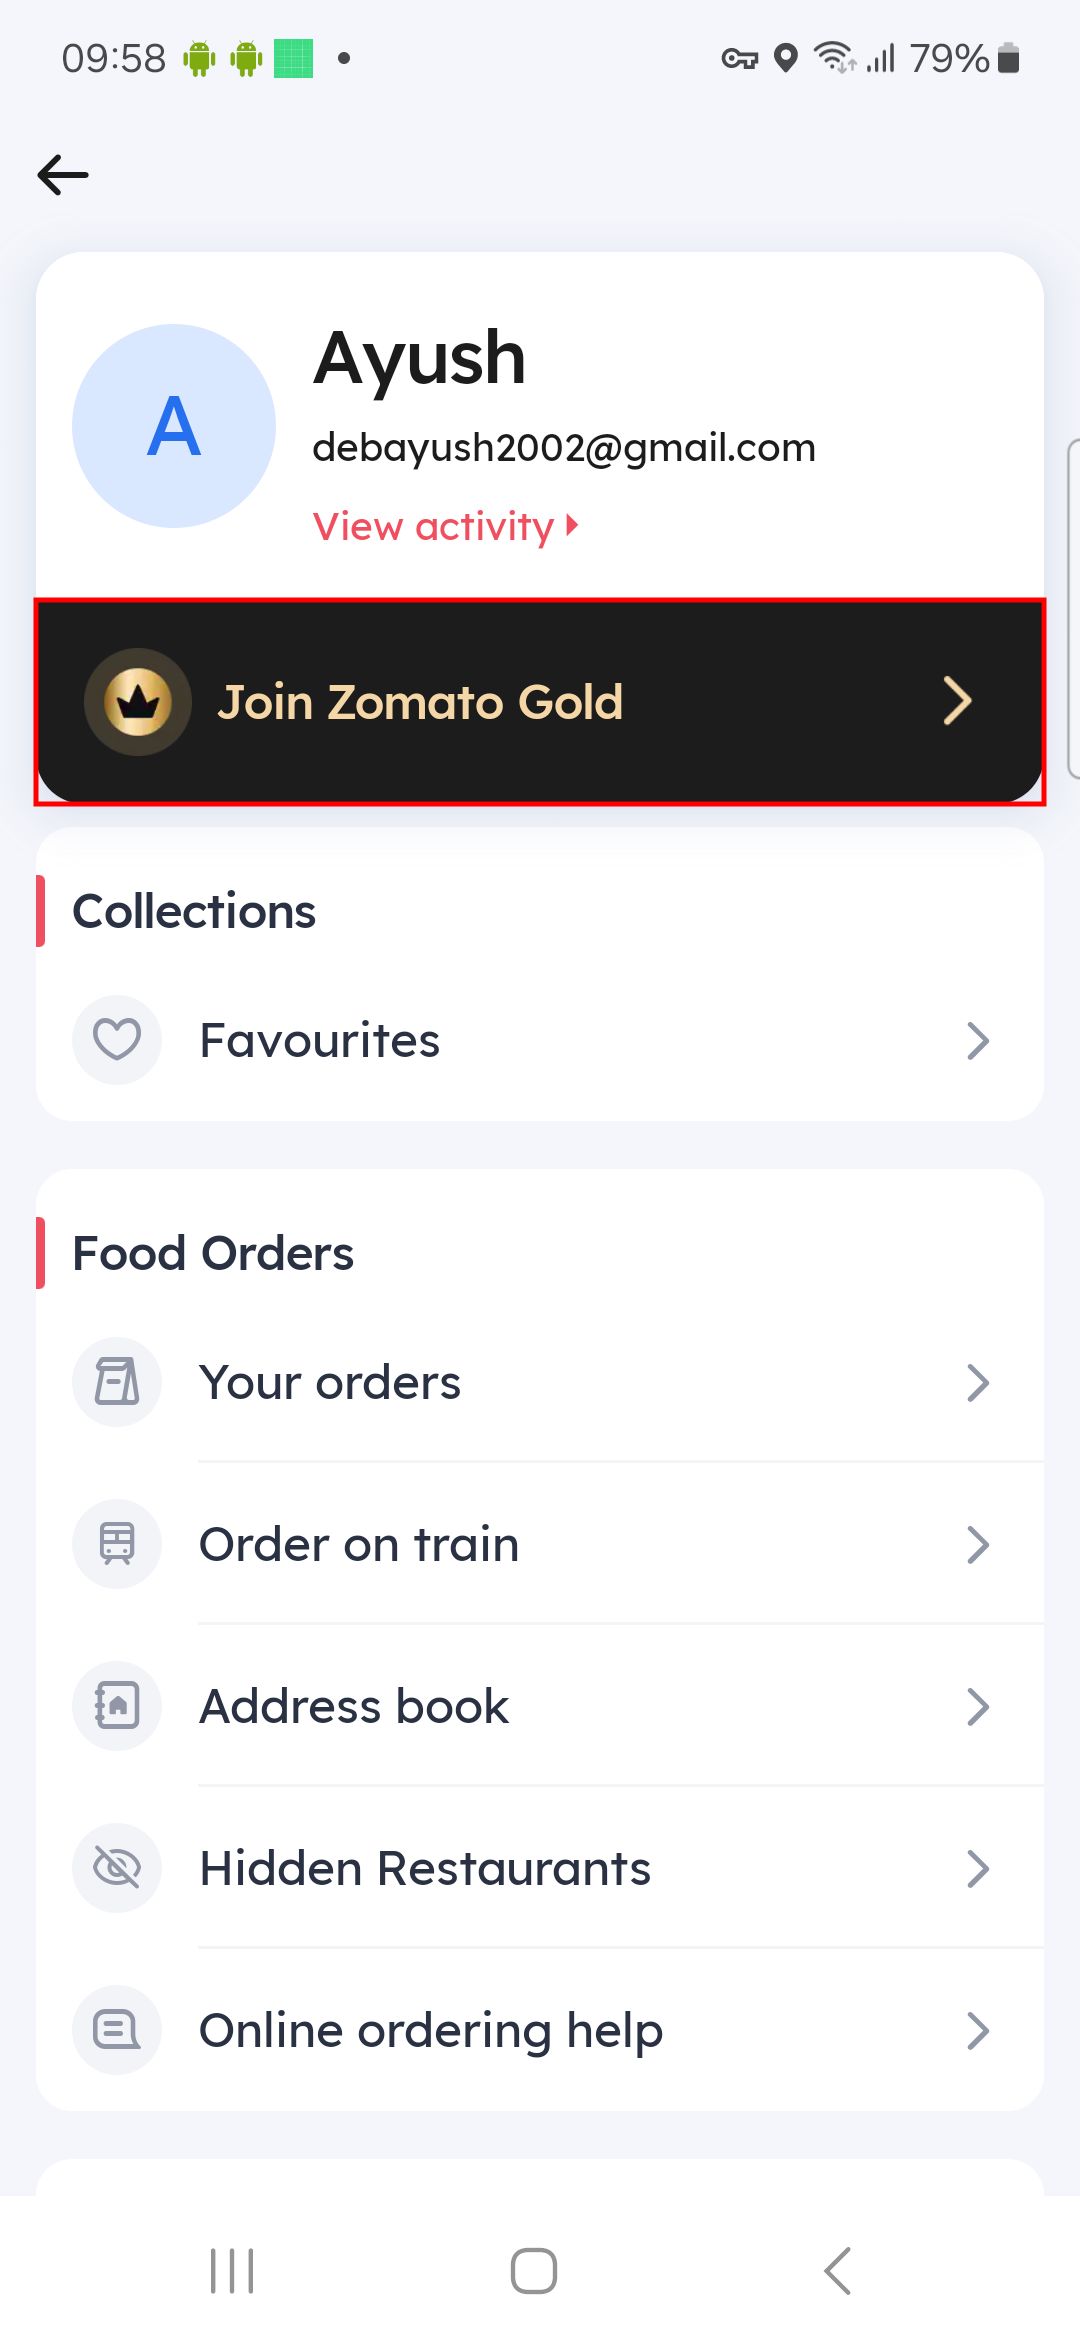 09:58
79%
A
Ayush
debayush2002@gmail.com
View activity
Join Zomato Gold
Collections
Favourites
Food Orders
Your orders
Order on train
Address book
Hidden Restaurants
Online ordering help